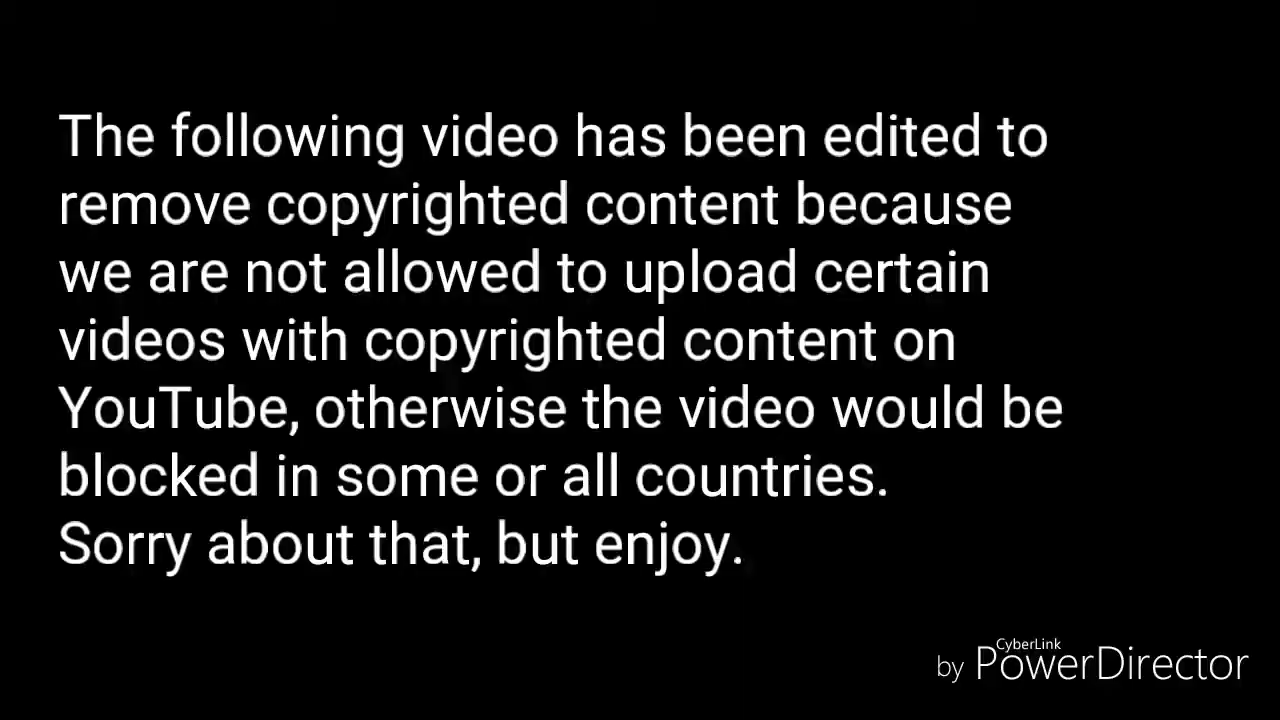 The following video has been edited to
remove copyrighted content because
we are not allowed to upload certain
videos with copyrighted content on
YouTube, otherwise the video would be
blocked in some or all countries.
Sorry about that, but enjoy.
CyberLink
by PowerDirector